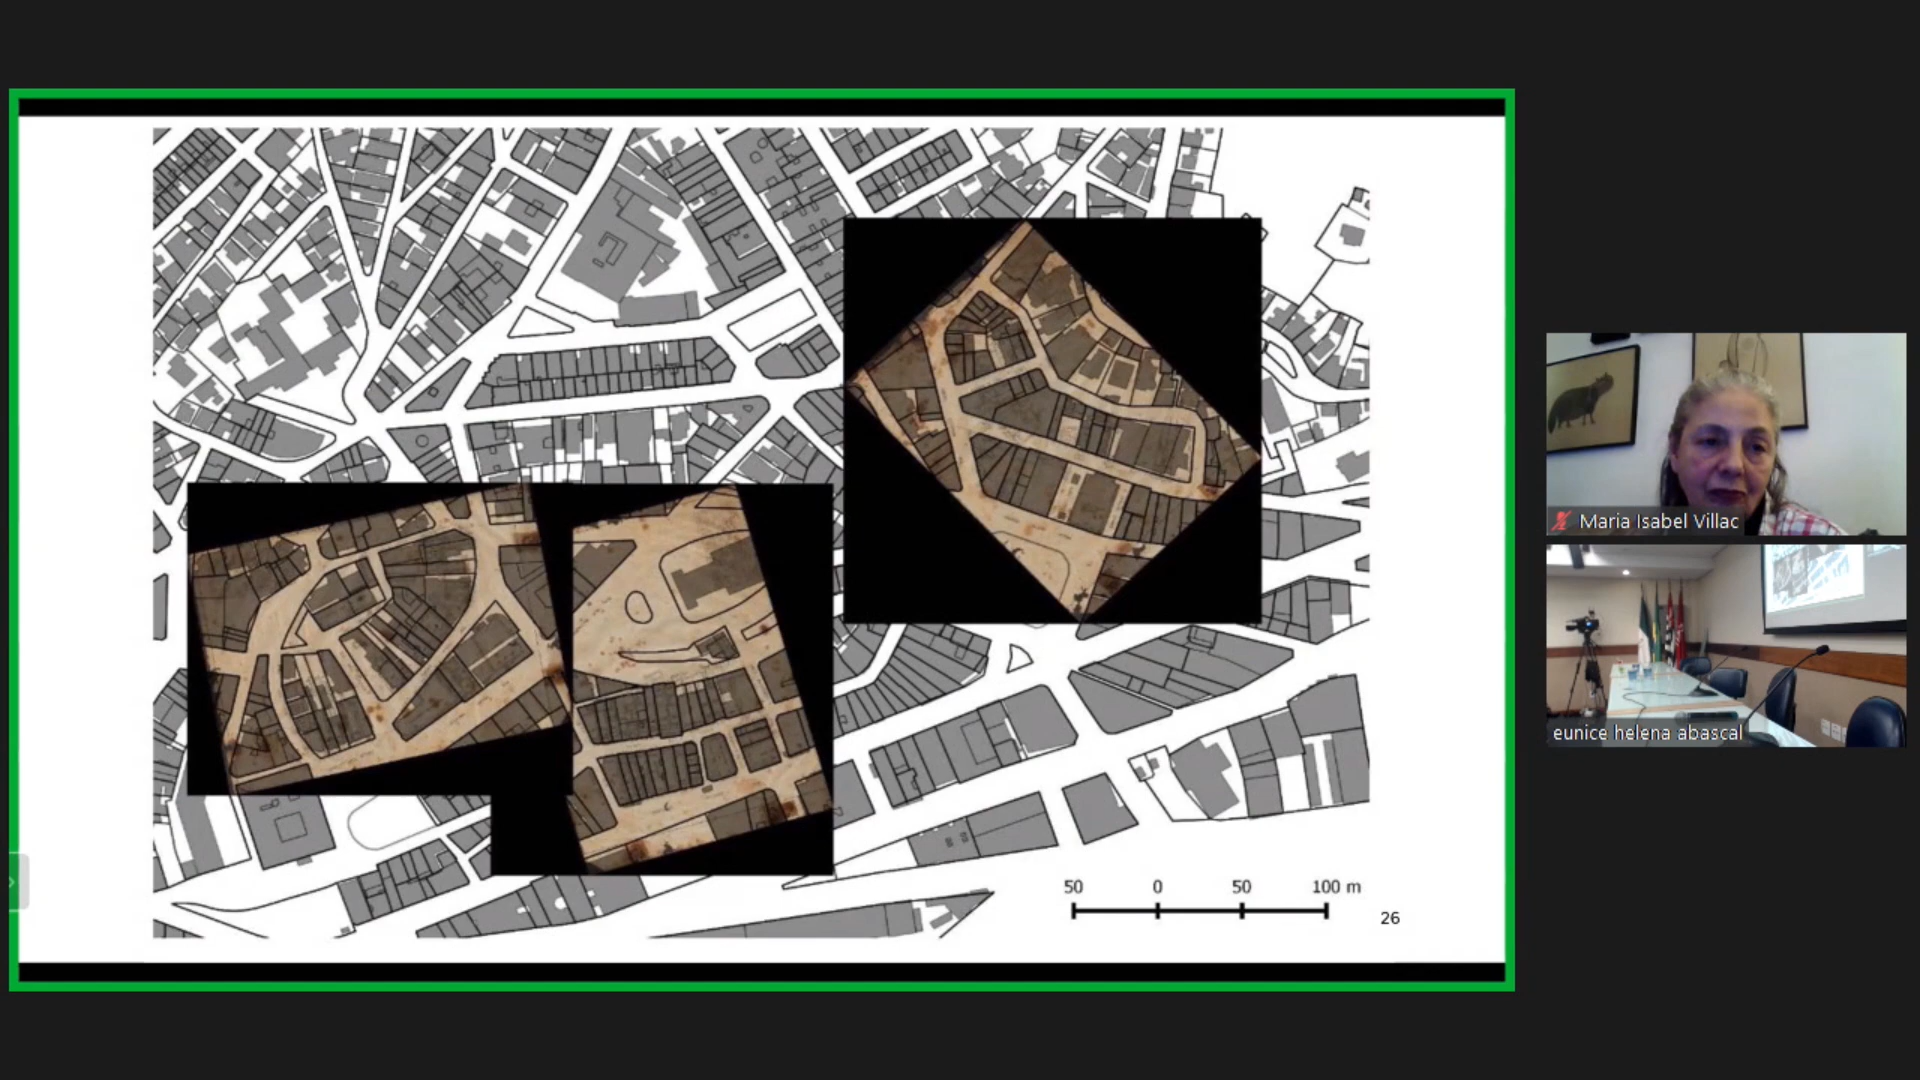 50 0 50 100 m
26
Maria Isabel Villac
eunice helena abascal